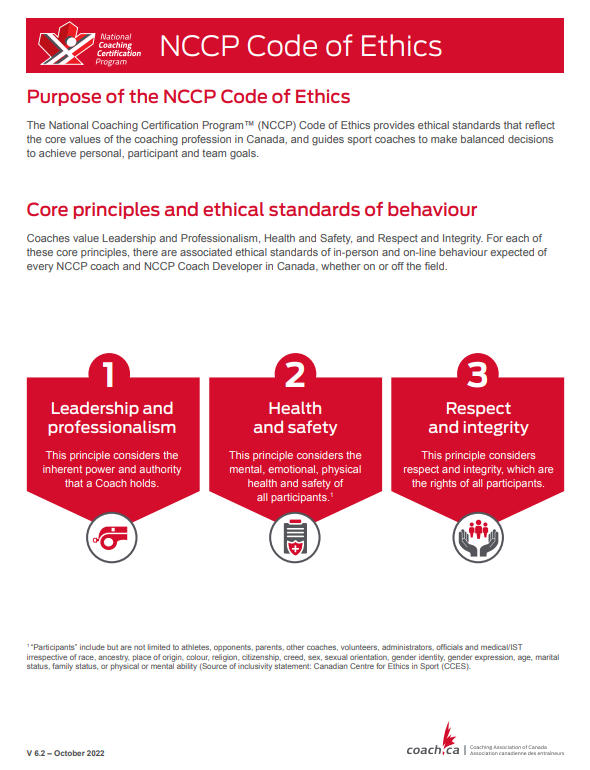 National
Coaching
Certification
Program
NCCP Code of Ethics
Purpose of the NCCP Code of Ethics
The National Coaching Certification Program™ (NCCP) Code of Ethics provides ethical standards that reflect
the core values of the coaching profession in Canada, and guides sport coaches to make balanced decisions
to achieve personal, participant and team goals.
Core principles and ethical standards of behaviour
Coaches value Leadership and Professionalism, Health and Safety, and Respect and Integrity. For each of
these core principles, there are associated ethical standards of in-person and on-line behaviour expected of
every NCCP coach and NCCP Coach Developer in Canada, whether on or off the field.
1
Leadership and
professionalism
This principle considers the
inherent power and authority
that a Coach holds.
2
Health
and safety
This principle considers the
mental, emotional, physical
health and safety of
all participants.¹
3
Respect
and integrity
This principle considers
respect and integrity, which are
the rights of all participants.
¹ “Participants” include but are not limited to athletes, opponents, parents, other coaches, volunteers, administrators, officials and medical/IST
irrespective of race, ancestry, place of origin, colour, religion, citizenship, creed, sex, sexual orientation, gender identity, gender expression, age, marital
status, family status, or physical or mental ability (Source of inclusivity statement: Canadian Centre for Ethics in Sport (CCES).
V 6.2 – October 2022
coach.ca
Coaching Association of Canada
Association canadienne des entraîneurs